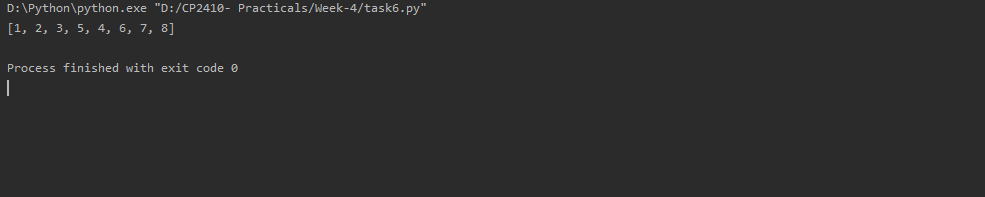 D:\Python\python.exe "D:/CP2410- Practicals/Week-4/task6.py"
[1, 2, 3, 5, 4, 6, 7, 8]
Process finished with exit code 0